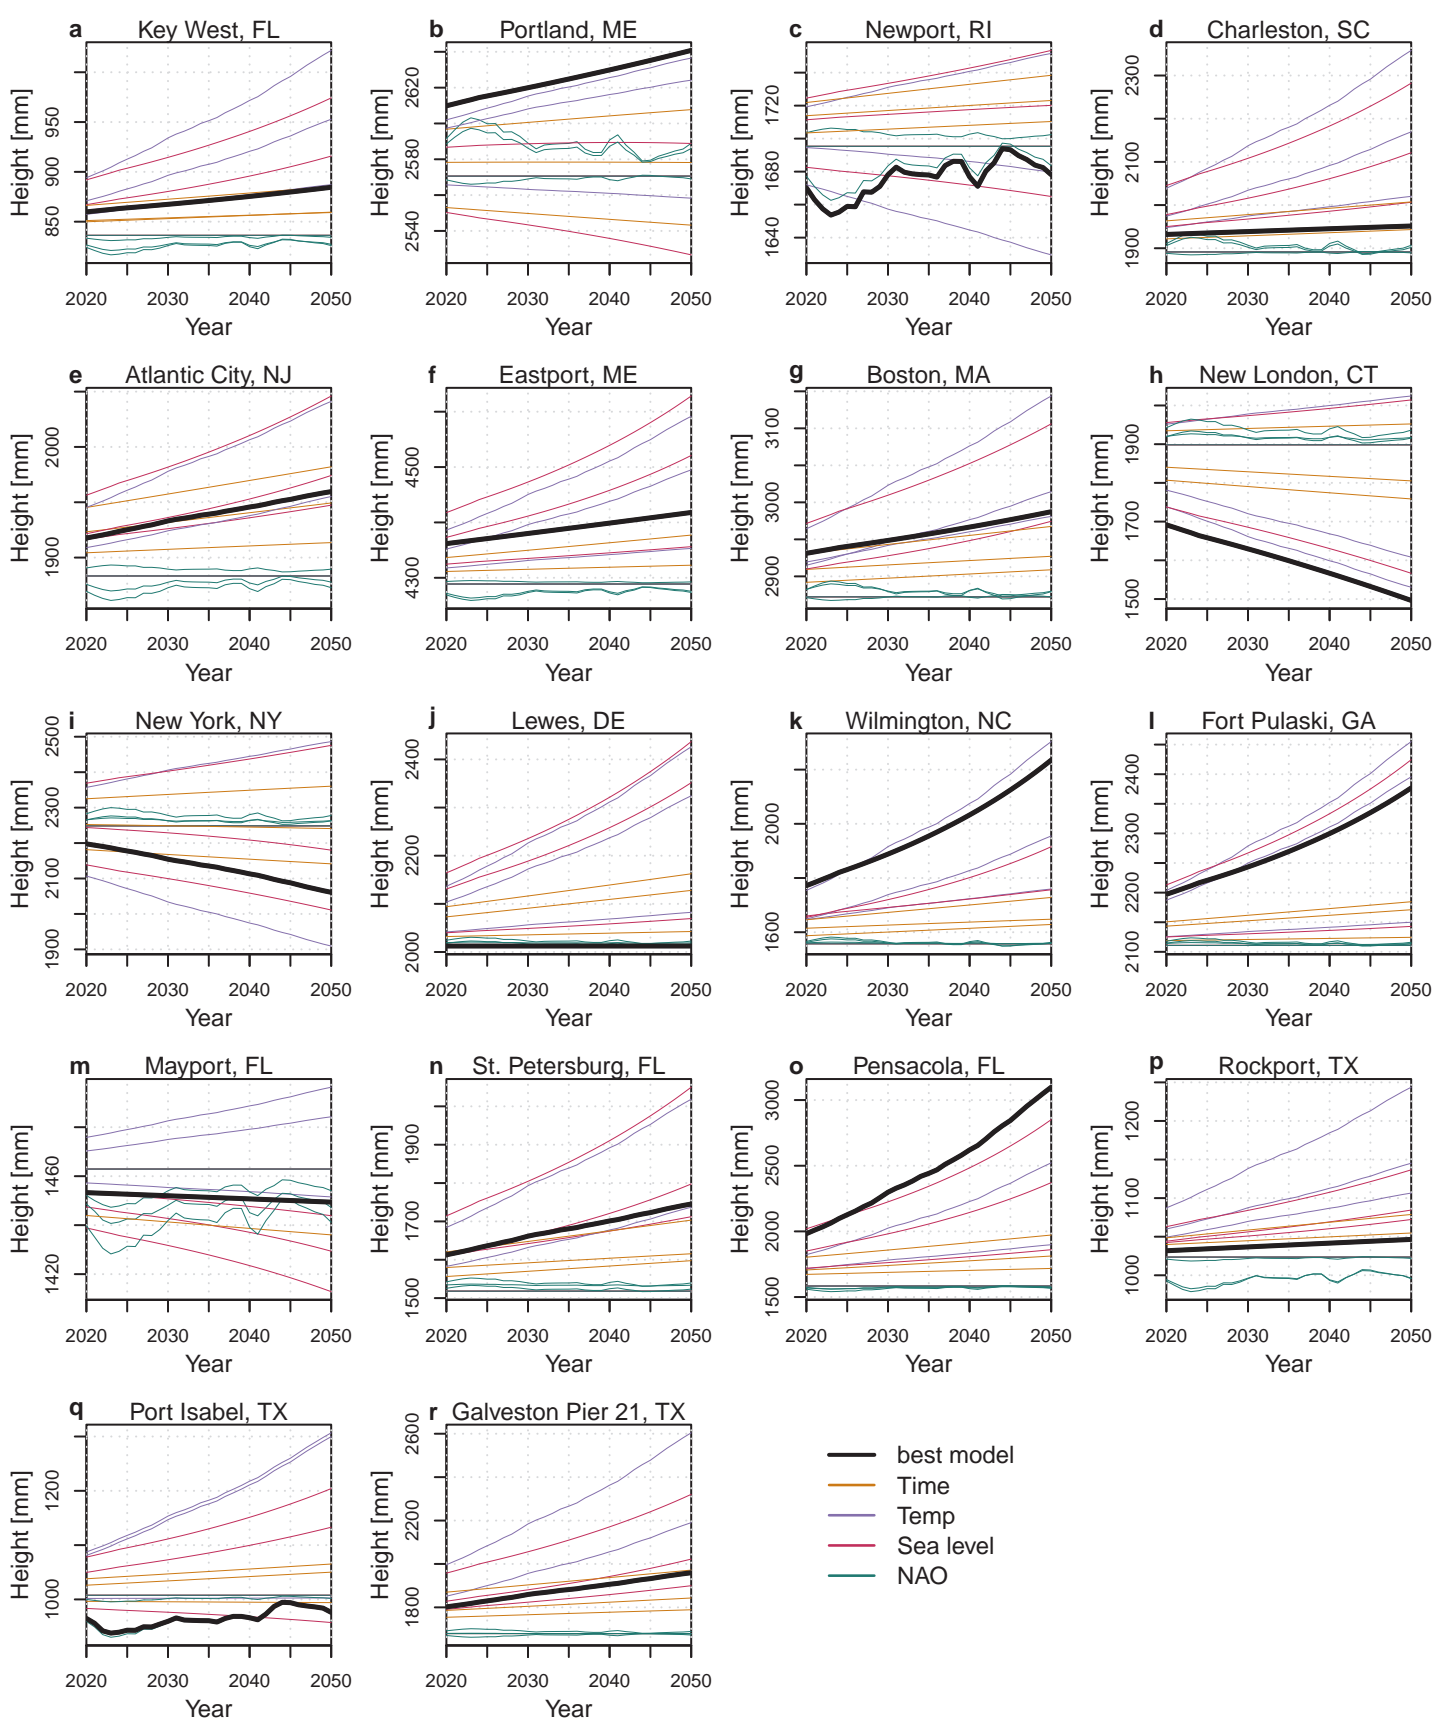 a Key West, FL
Height [mm]
950
900
850
2020 2030 2040 2050
Year
b Portland, ME
Height [mm]
2620
2580
2540
2020 2030 2040 2050
Year
c Newport, RI
Height [mm]
1720
1680
1640
2020 2030 2040 2050
Year
d Charleston, SC
Height [mm]
2300
2100
1900
2020 2030 2040 2050
Year
e Atlantic City, NJ
Height [mm]
2000
1900
2020 2030 2040 2050
Year
f Eastport, ME
Height [mm]
4500
4300
2020 2030 2040 2050
Year
g Boston, MA
Height [mm]
3100
3000
2900
2020 2030 2040 2050
Year
h New London, CT
Height [mm]
1900
1700
1500
2020 2030 2040 2050
Year
i New York, NY
Height [mm]
2500
2300
2100
1900
2020 2030 2040 2050
Year
j Lewes, DE
Height [mm]
2400
2200
2000
2020 2030 2040 2050
Year
k Wilmington, NC
Height [mm]
2000
1600
2020 2030 2040 2050
Year
l Fort Pulaski, GA
Height [mm]
2400
2300
2200
2100
2020 2030 2040 2050
Year
m Mayport, FL
Height [mm]
1460
1420
2020 2030 2040 2050
Year
n St. Petersburg, FL
Height [mm]
1900
1700
1500
2020 2030 2040 2050
Year
o Pensacola, FL
Height [mm]
3000
2500
2000
1500
2020 2030 2040 2050
Year
p Rockport, TX
Height [mm]
1200
1100
1000
2020 2030 2040 2050
Year
q Port Isabel, TX
Height [mm]
1200
1000
2020 2030 2040 2050
Year
r Galveston Pier 21, TX
Height [mm]
2600
2200
1800
2020 2030 2040 2050
Year
best model
Time
Temp
Sea level
NAO